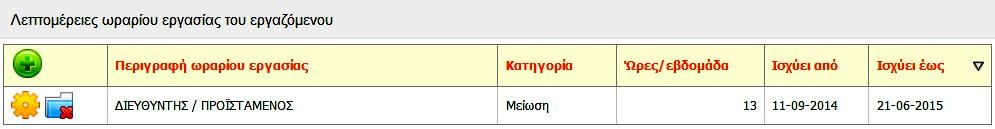 Λεπτομέρειες ωραρίου εργασίας του εργαζόμενου
Περιγραφή ωραρίου εργασίας Κατηγορία Ώρες/εβδομάδα Ισχύει από Ισχύει έως
ΔΙΕΥΘΥΝΤΗΣ / ΠΡΟΪΣΤΑΜΕΝΟΣ Μείωση 13 11-09-2014 21-06-2015